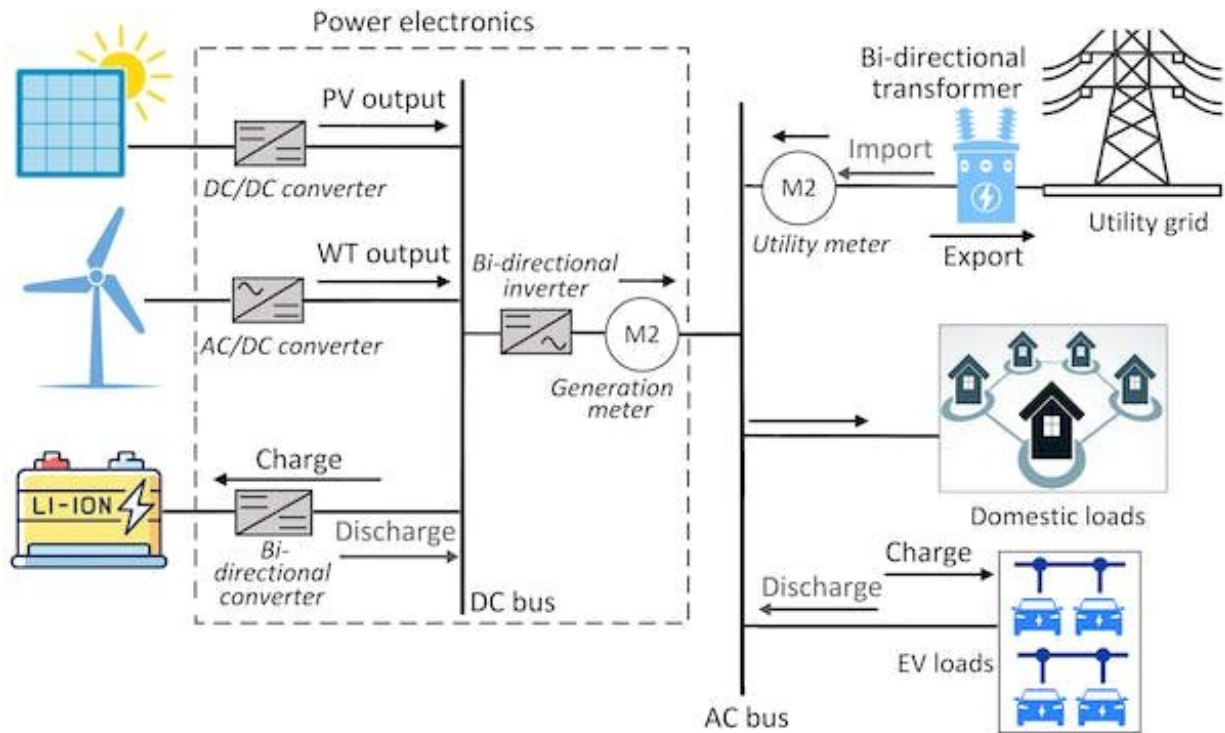 Power electronics
PV output
DC/DC converter
WT output
AC/DC converter
Charge
LI-ION
Discharge
Bi-
directional
converter
DC bus
Bi-directional
inverter
M2
Generation
meter
Bi-directional
transformer
Import
M2
Utility meter
Export
Utility grid
Domestic loads
Charge
Discharge
EV loads
AC bus